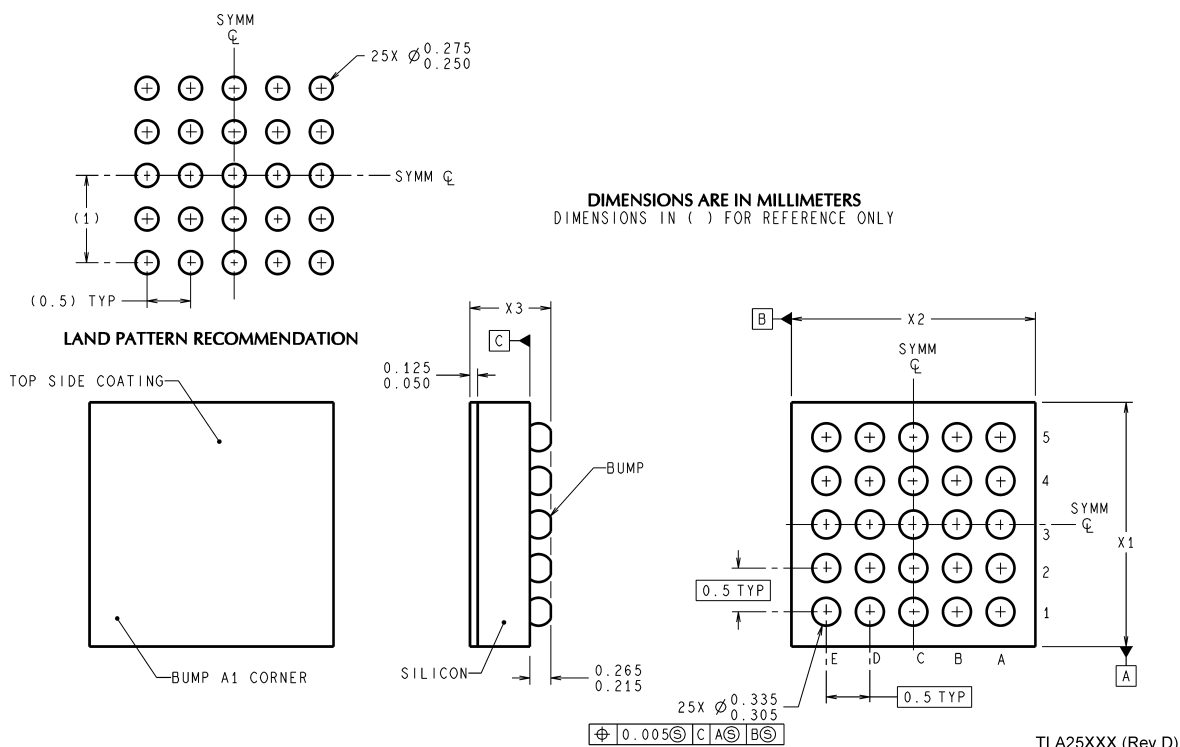 SYMM
℄
25X Ø 0.275
0.250
SYMM ℄
(1)
(0.5) TYP
LAND PATTERN RECOMMENDATION
DIMENSIONS ARE IN MILLIMETERS
DIMENSIONS IN ( ) FOR REFERENCE ONLY
TOP SIDE COATING
BUMP A1 CORNER
X3
C
0.125
0.050
BUMP
SILICON
0.265
0.215
B
X2
SYMM
℄
5
4
3
2
1
SYMM
℄
X1
0.5 TYP
E D C B A
A
0.5 TYP
25X Ø 0.335
0.305
⌖ 0.005Ⓢ C AⓈ BⓈ
TLA25XXX (Rev D)